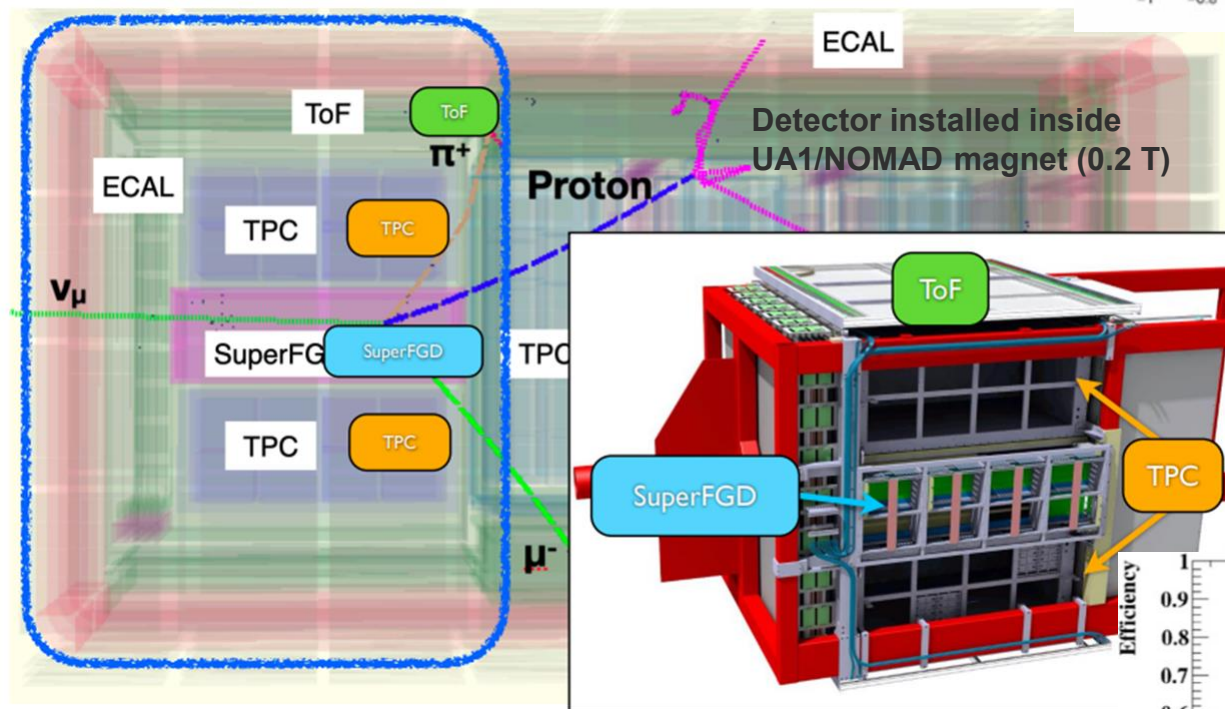 ECAL
ToF
ToF
π⁺
Detector installed inside
UA1/NOMAD magnet (0.2 T)
ECAL
Proton
TPC
TPC
νμ
SuperFG
SuperFGD
TPC
TPC
TPC
μ⁻
ToF
SuperFGD
TPC
Efficiency
1
0.9
0.8
0.7